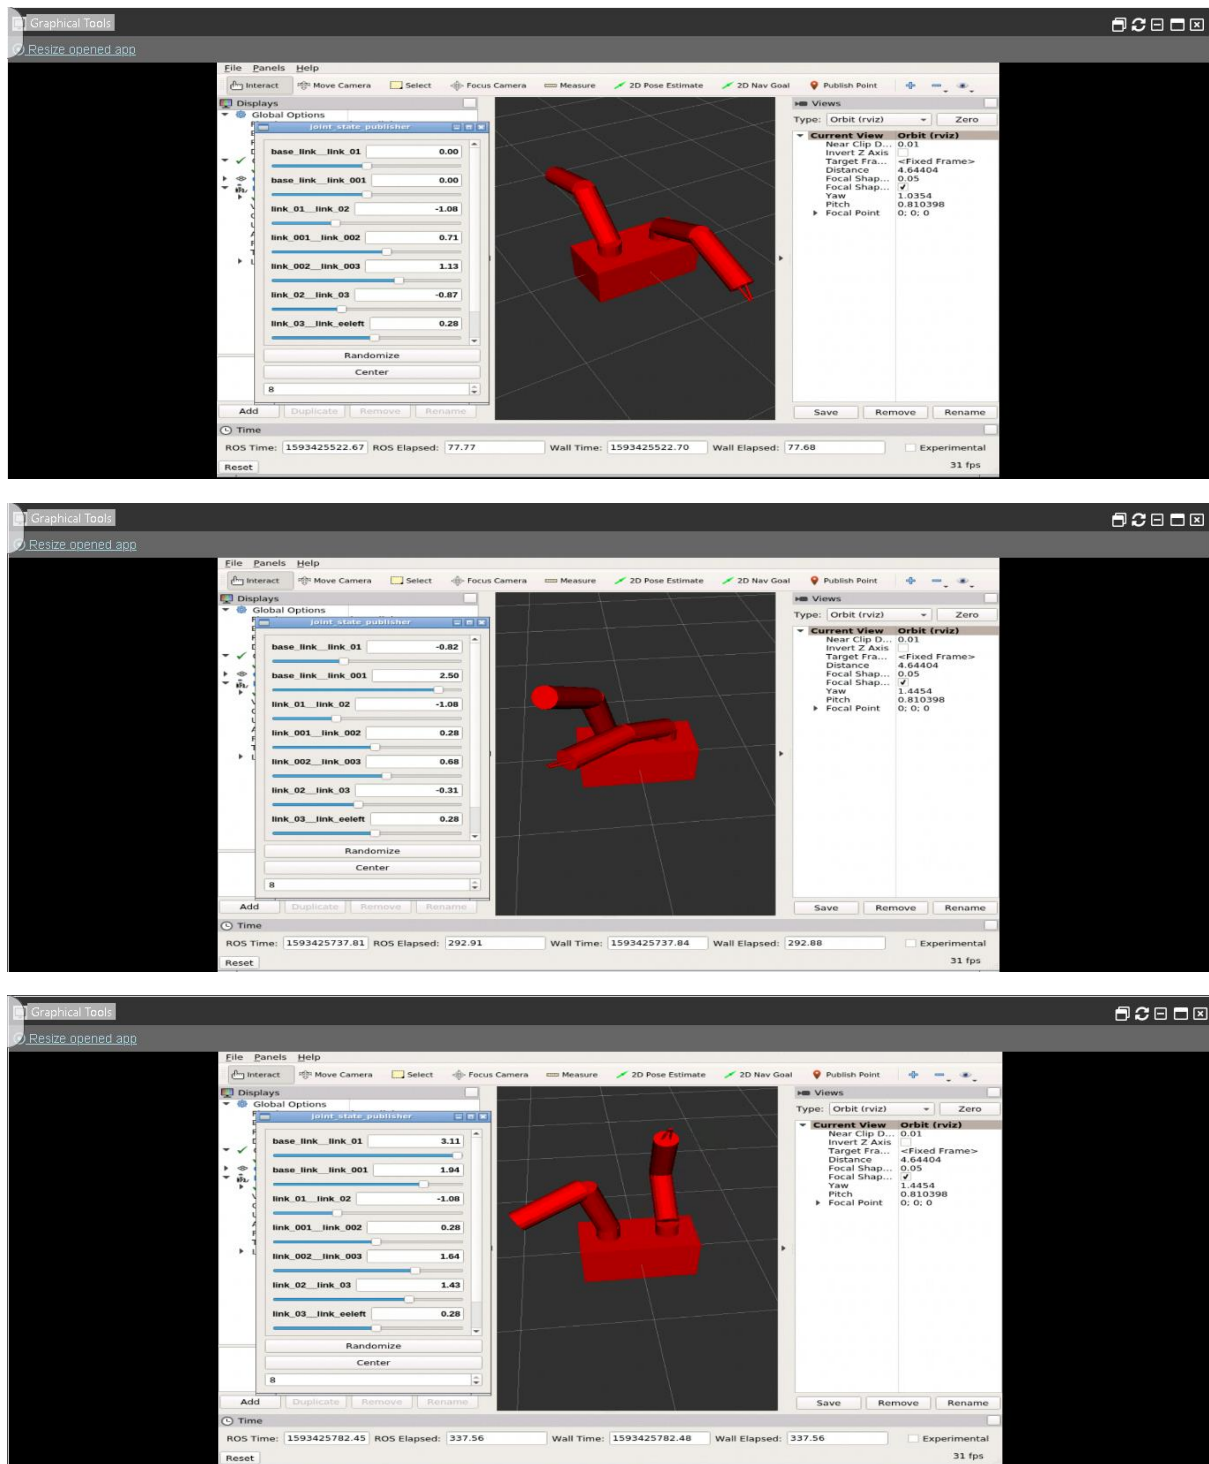 Graphical Tools
Resize opened app
File Panels Help
Interact Move Camera Select Focus Camera Measure 2D Pose Estimate 2D Nav Goal Publish Point
Displays
Global Options
joint_state_publisher
base_link__link_01 0.00
base_link__link_001 0.00
link_01__link_02 -1.08
link_001__link_002 0.71
link_002__link_003 1.13
link_02__link_03 -0.87
link_03__link_eeleft 0.28
Randomize
Center
8
Add Duplicate Remove Rename
Views
Type: Orbit (rviz) Zero
Current View Orbit (rviz)
Near Clip D... 0.01
Invert Z Axis
Target Fra... <Fixed Frame>
Distance 4.64404
Focal Shap... 0.05
Focal Shap...
Yaw 1.0354
Pitch 0.810398
Focal Point 0; 0; 0
Save Remove Rename
Time
ROS Time: 1593425522.67 ROS Elapsed: 77.77 Wall Time: 1593425522.70 Wall Elapsed: 77.68 Experimental
Reset 31 fps
Graphical Tools
Resize opened app
File Panels Help
Interact Move Camera Select Focus Camera Measure 2D Pose Estimate 2D Nav Goal Publish Point
Displays
Global Options
joint_state_publisher
base_link__link_01 -0.82
base_link__link_001 2.50
link_01__link_02 -1.08
link_001__link_002 0.28
link_002__link_003 0.68
link_02__link_03 -0.31
link_03__link_eeleft 0.28
Randomize
Center
8
Add Duplicate Remove Rename
Views
Type: Orbit (rviz) Zero
Current View Orbit (rviz)
Near Clip D... 0.01
Invert Z Axis
Target Fra... <Fixed Frame>
Distance 4.64404
Focal Shap... 0.05
Focal Shap...
Yaw 1.4454
Pitch 0.810398
Focal Point 0; 0; 0
Save Remove Rename
Time
ROS Time: 1593425737.81 ROS Elapsed: 292.91 Wall Time: 1593425737.84 Wall Elapsed: 292.88 Experimental
Reset 31 fps
Graphical Tools
Resize opened app
File Panels Help
Interact Move Camera Select Focus Camera Measure 2D Pose Estimate 2D Nav Goal Publish Point
Displays
Global Options
joint_state_publisher
base_link__link_01 3.11
base_link__link_001 1.94
link_01__link_02 -1.08
link_001__link_002 0.28
link_002__link_003 1.64
link_02__link_03 1.43
link_03__link_eeleft 0.28
Randomize
Center
8
Add Duplicate Remove Rename
Views
Type: Orbit (rviz) Zero
Current View Orbit (rviz)
Near Clip D... 0.01
Invert Z Axis
Target Fra... <Fixed Frame>
Distance 4.64404
Focal Shap... 0.05
Focal Shap...
Yaw 1.4454
Pitch 0.810398
Focal Point 0; 0; 0
Save Remove Rename
Time
ROS Time: 1593425782.45 ROS Elapsed: 337.56 Wall Time: 1593425782.48 Wall Elapsed: 337.56 Experimental
Reset 31 fps